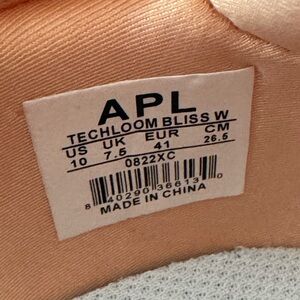 APL
TECHLOOM BLISS W
US UK EUR CM
10 7.5 41 26.5
0822XC
8 40290 36613 0
MADE IN CHINA